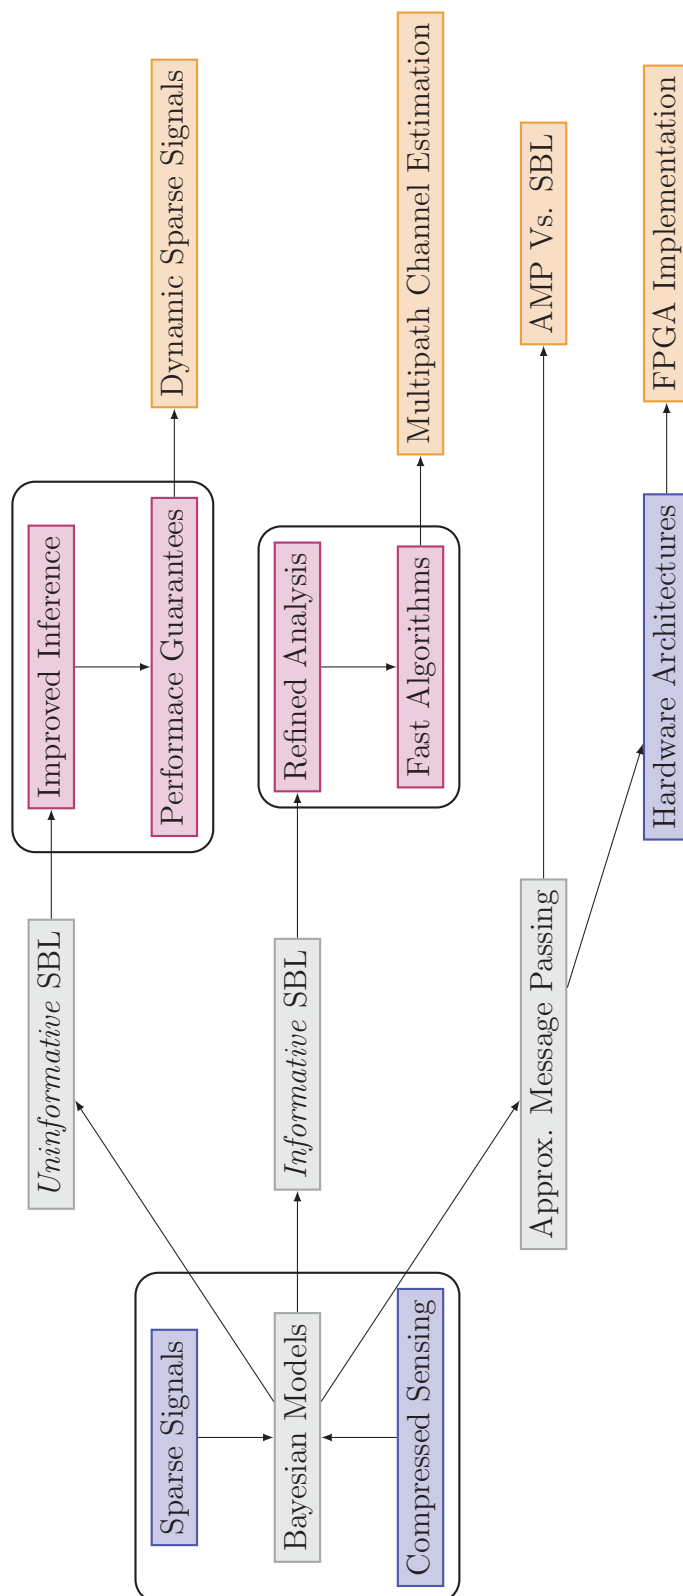 Sparse Signals
Bayesian Models
Compressed Sensing
Uninformative SBL
Informative SBL
Approx. Message Passing
Improved Inference
Performace Guarantees
Refined Analysis
Fast Algorithms
Hardware Architectures
Dynamic Sparse Signals
Multipath Channel Estimation
AMP Vs. SBL
FPGA Implementation